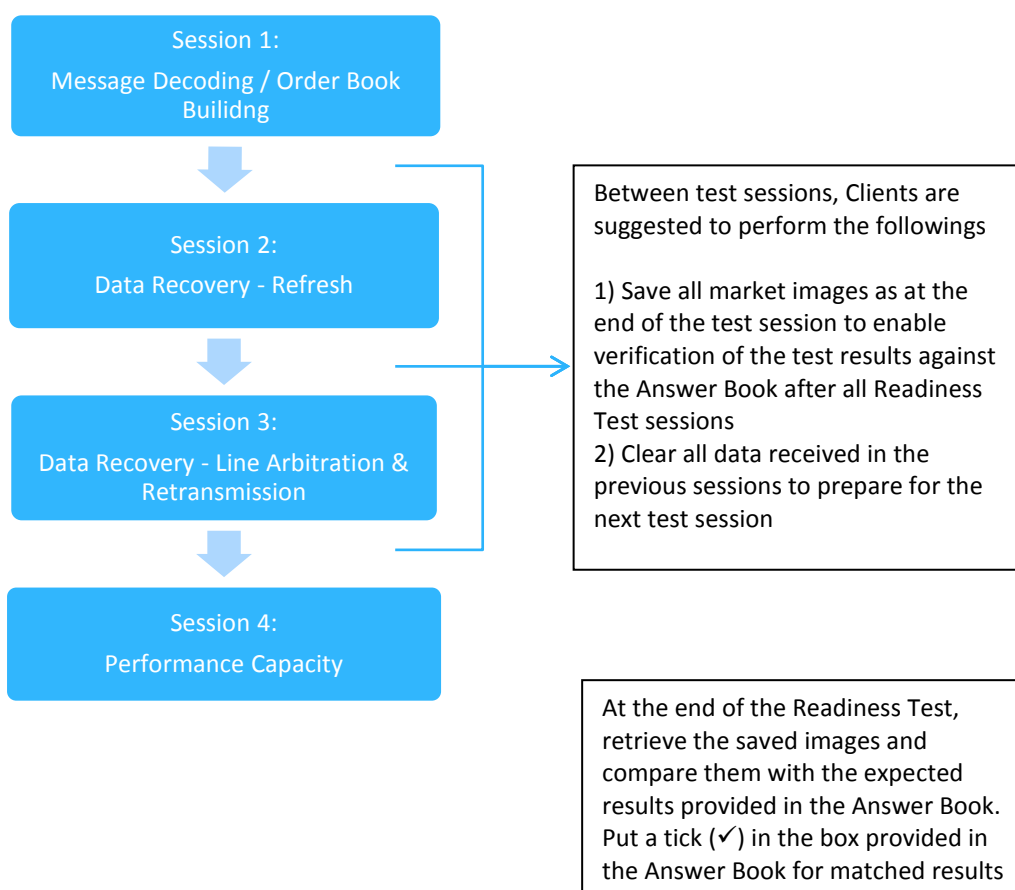 Session 1:
Message Decoding / Order Book
Builidng
Session 2:
Data Recovery - Refresh
Session 3:
Data Recovery - Line Arbitration &
Retransmission
Session 4:
Performance Capacity
Between test sessions, Clients are
suggested to perform the followings
1) Save all market images as at the
end of the test session to enable
verification of the test results against
the Answer Book after all Readiness
Test sessions
2) Clear all data received in the
previous sessions to prepare for the
next test session
At the end of the Readiness Test,
retrieve the saved images and
compare them with the expected
results provided in the Answer Book.
Put a tick (✓) in the box provided in
the Answer Book for matched results